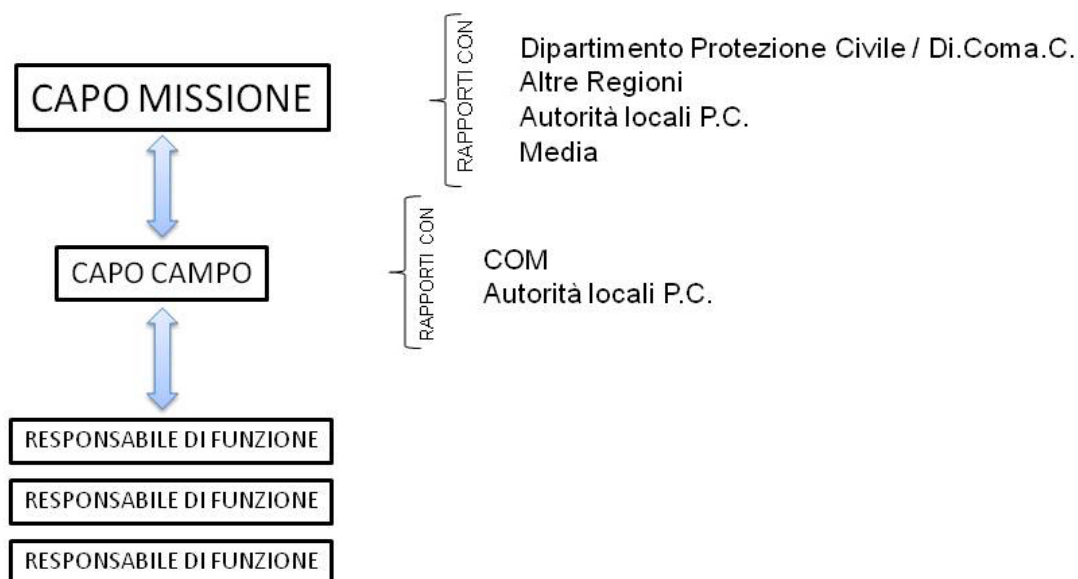 CAPO MISSIONE
RAPPORTI CON
Dipartimento Protezione Civile / Di.Coma.C.
Altre Regioni
Autorità locali P.C.
Media
CAPO CAMPO
RAPPORTI CON
COM
Autorità locali P.C.
RESPONSABILE DI FUNZIONE
RESPONSABILE DI FUNZIONE
RESPONSABILE DI FUNZIONE